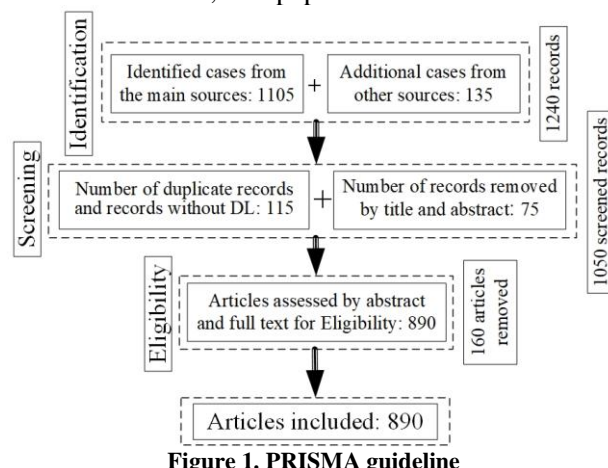 Identification
Identified cases from
the main sources: 1105
+
Additional cases from
other sources: 135
1240 records
Screening
Number of duplicate records
and records without DL: 115
+
Number of records removed
by title and abstract: 75
1050 screened records
Eligibility
Articles assessed by abstract
and full text for Eligibility: 890
160 articles
removed
Articles included: 890
Figure 1. PRISMA guideline